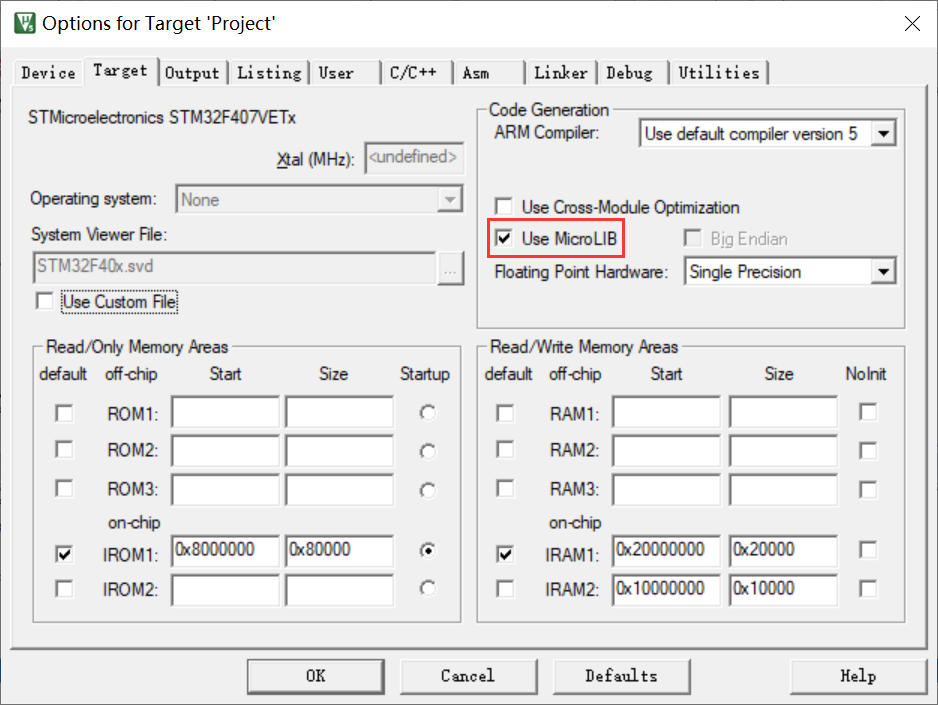 Options for Target 'Project'
Device Target Output Listing User C/C++ Asm Linker Debug Utilities
STMicroelectronics STM32F407VETx
Xtal (MHz): <undefined>
Operating system: None
System Viewer File:
STM32F40x.svd ...
Use Custom File
Code Generation
ARM Compiler: Use default compiler version 5
Use Cross-Module Optimization
Use MicroLIB Big Endian
Floating Point Hardware: Single Precision
Read/Only Memory Areas
default off-chip Start Size Startup
ROM1:
ROM2:
ROM3:
on-chip
IROM1: 0x8000000 0x80000
IROM2:
Read/Write Memory Areas
default off-chip Start Size NoInit
RAM1:
RAM2:
RAM3:
on-chip
IRAM1: 0x20000000 0x20000
IRAM2: 0x10000000 0x10000
OK Cancel Defaults Help